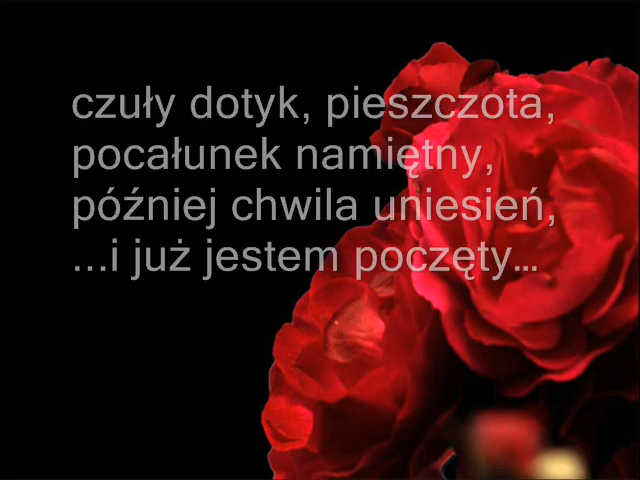 czuły dotyk, pieszczota,
pocałunek namiętny,
później chwila uniesień,
...i już jestem poczęty...